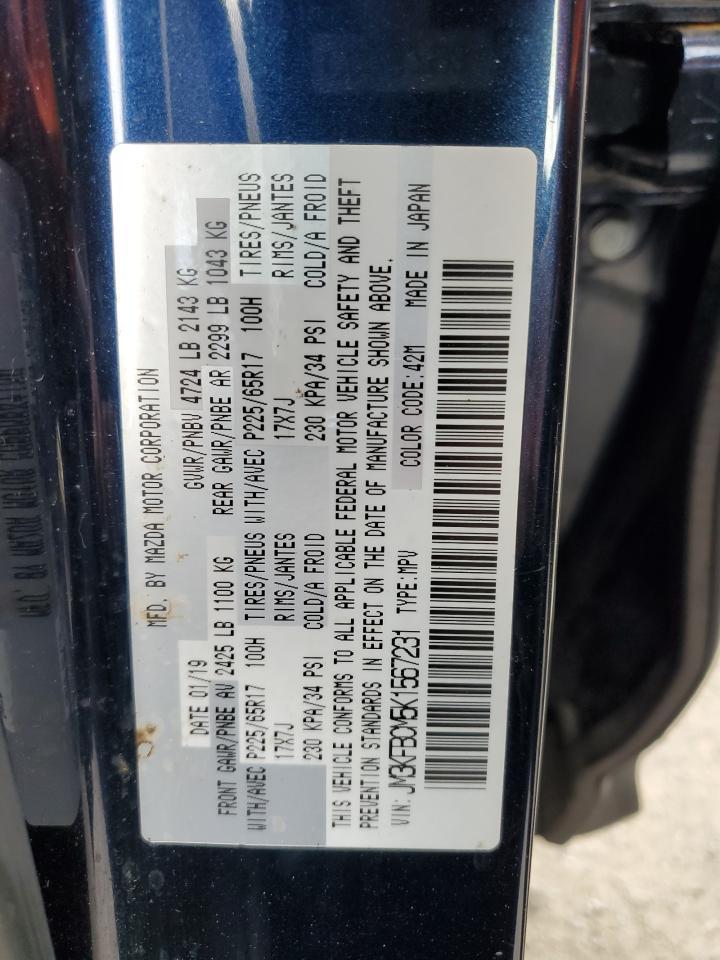 MFD. BY MAZDA MOTOR CORPORATION
DATE 01/19 GVWR/PNBV 4724 LB 2143 KG
FRONT GAWR/PNBE AV 2425 LB 1100 KG REAR GAWR/PNBE AR 2299 LB 1043 KG
WITH/AVEC P225/65R17 100H TIRES/PNEUS WITH/AVEC P225/65R17 100H TIRES/PNEUS
17X7J RIMS/JANTES 17X7J RIMS/JANTES
230 KPA/34 PSI COLD/A FROID 230 KPA/34 PSI COLD/A FROID
THIS VEHICLE CONFORMS TO ALL APPLICABLE FEDERAL MOTOR VEHICLE SAFETY AND THEFT
PREVENTION STANDARDS IN EFFECT ON THE DATE OF MANUFACTURE SHOWN ABOVE.
VIN: JM3KFBCM5K1567231 TYPE:MPV COLOR CODE:42M MADE IN JAPAN